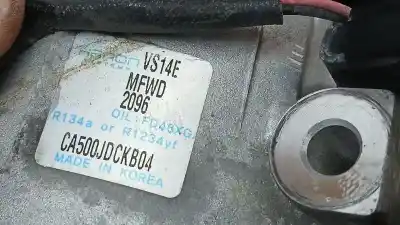 VS14E
MFWD
2096
OIL: FD46XG
R134a or R1234yf
CA500JDCKB04
MADE IN KOREA